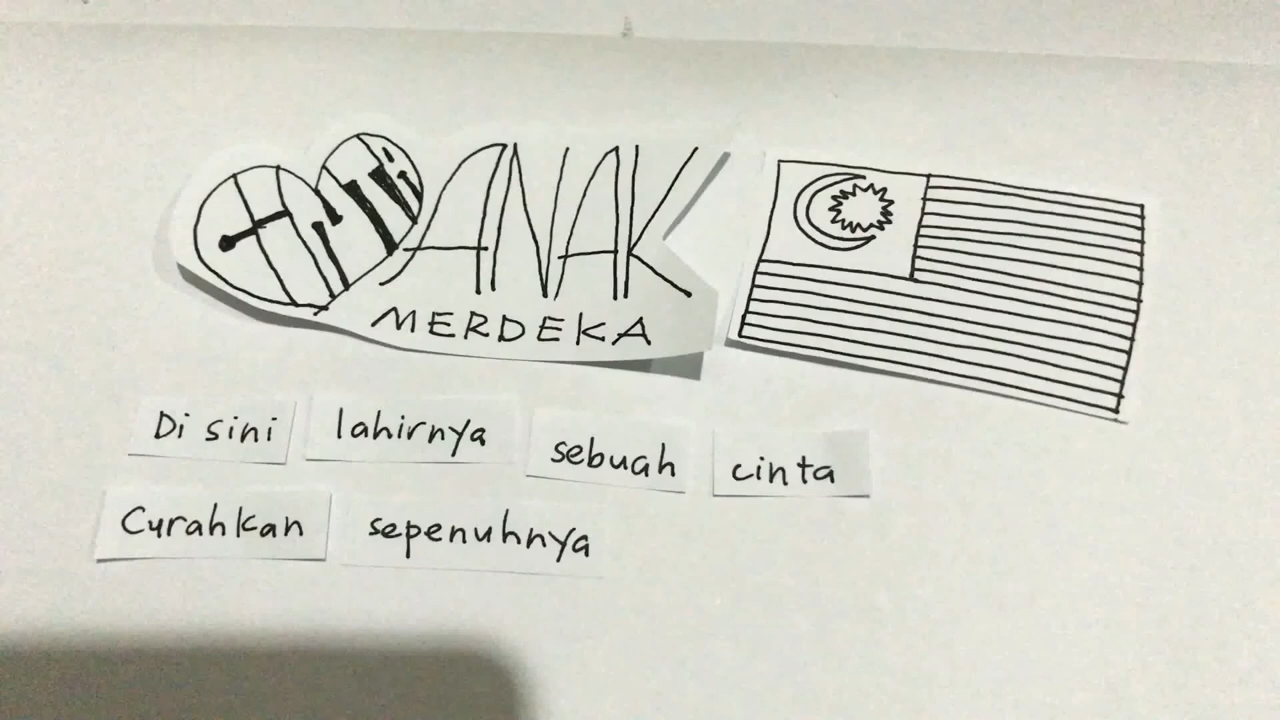 ANAK
MERDEKA
Di sini lahirnya sebuah cinta
Curahkan sepenuhnya